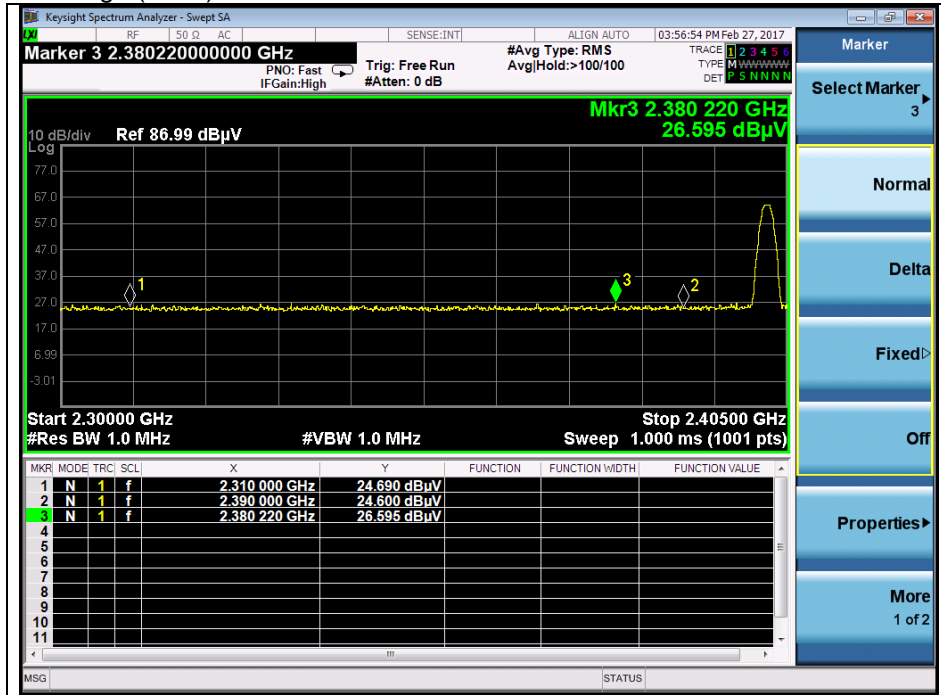 Keysight Spectrum Analyzer - Swept SA
LXI RF 50 Ω AC SENSE:INT ALIGN AUTO 03:56:54 PM Feb 27, 2017
Marker 3 2.380220000000 GHz
PNO: Fast
IFGain:High
Trig: Free Run
#Atten: 0 dB
#Avg Type: RMS
Avg|Hold:>100/100
TRACE 1 2 3 4 5 6
TYPE M W W W W W
DET P S N N N N
Mkr3 2.380 220 GHz
26.595 dBµV
10 dB/div Ref 86.99 dBµV
Log
77.0
67.0
57.0
47.0
37.0
27.0
17.0
6.99
-3.01
1
3
2
Start 2.30000 GHz
Stop 2.40500 GHz
#Res BW 1.0 MHz
#VBW 1.0 MHz
Sweep 1.000 ms (1001 pts)
MKR MODE TRC SCL X Y FUNCTION FUNCTION WIDTH FUNCTION VALUE
1 N 1 f 2.310 000 GHz 24.690 dBµV
2 N 1 f 2.390 000 GHz 24.600 dBµV
3 N 1 f 2.380 220 GHz 26.595 dBµV
4
5
6
7
8
9
10
11
MSG
STATUS
Marker
Select Marker
3
Normal
Delta
Fixed
Off
Properties
More
1 of 2